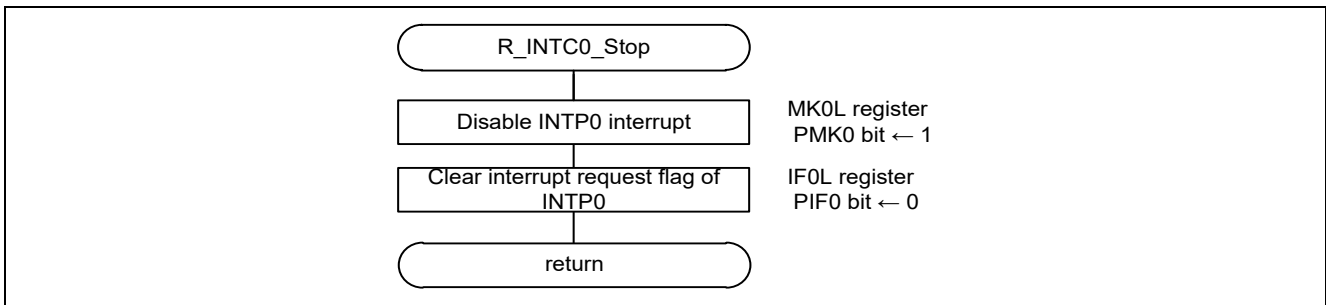 R_INTC0_Stop
Disable INTP0 interrupt
MK0L register
PMK0 bit ← 1
Clear interrupt request flag of
INTP0
IF0L register
PIF0 bit ← 0
return